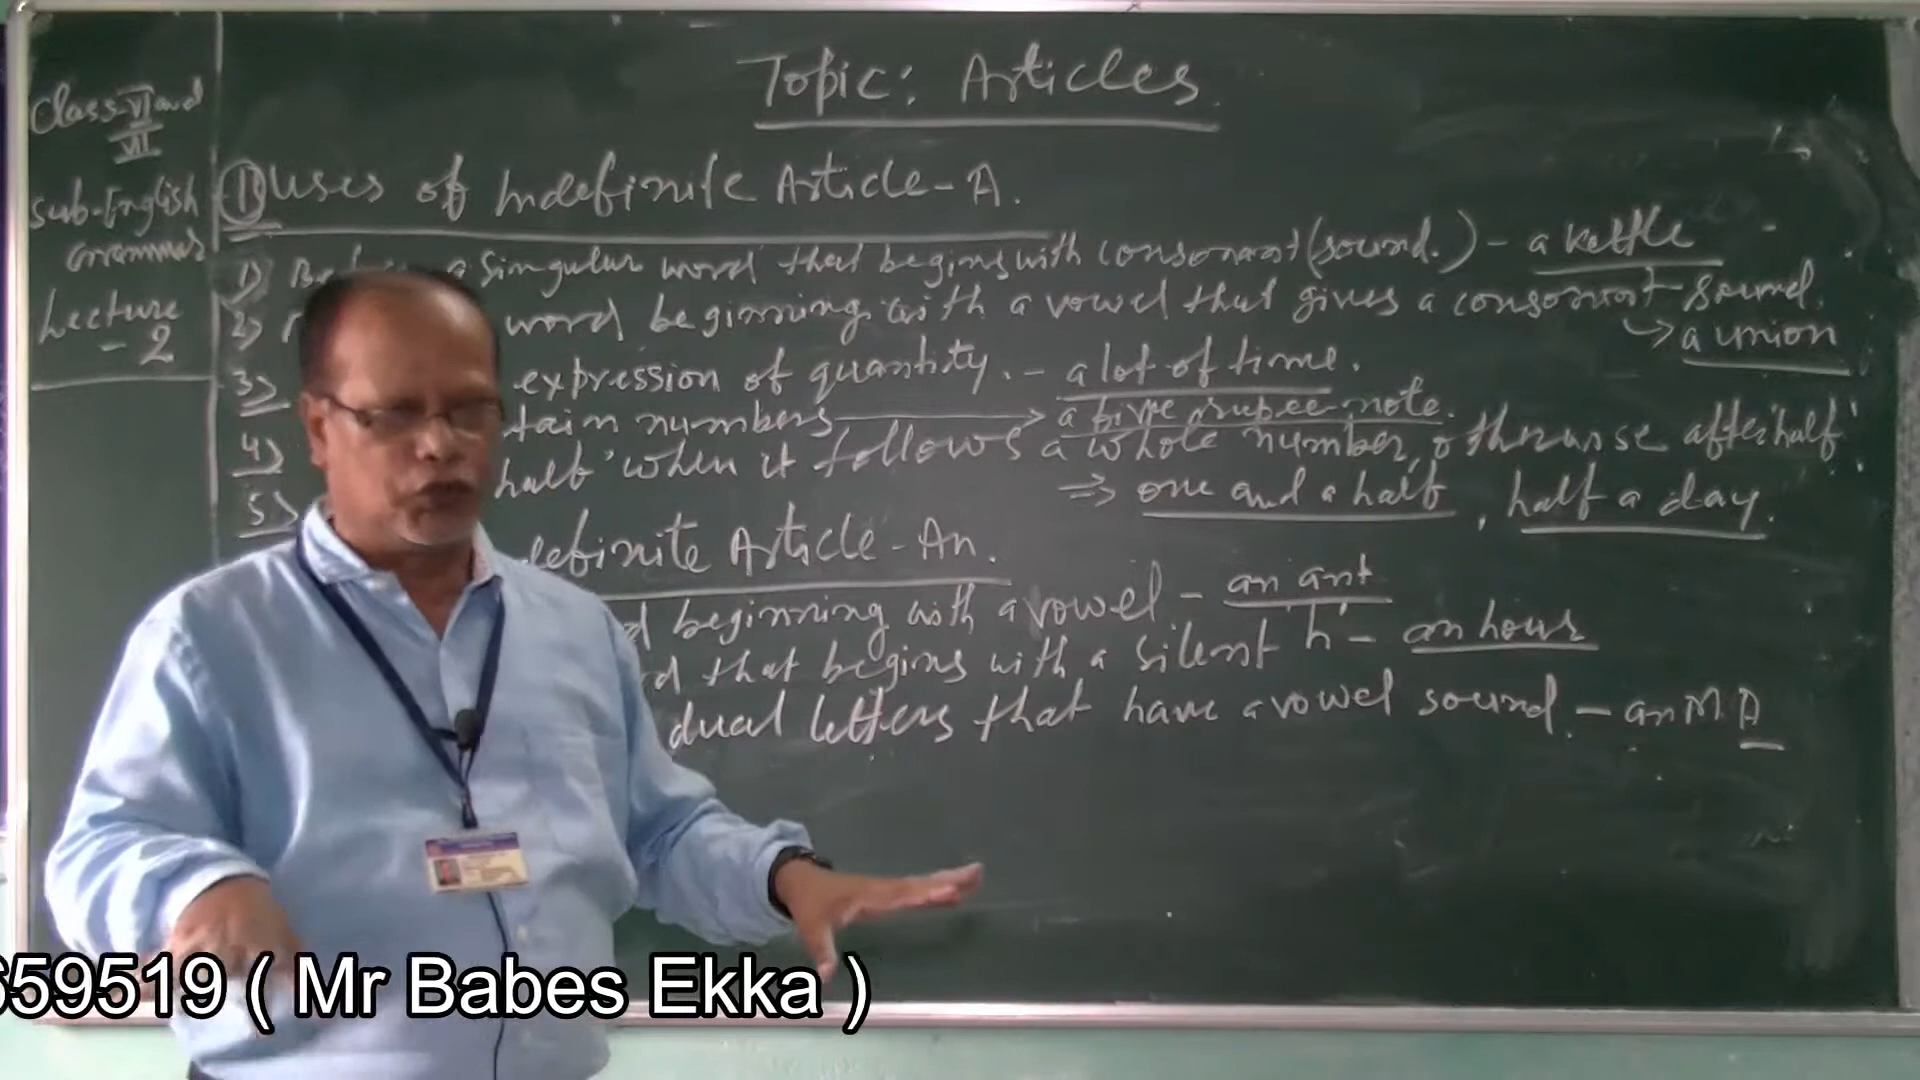 Topic: Articles.
Class-VI and
VII
Sub-English
Grammar
Lecture
- 2
1) Uses of Indefinite Article-A.
1) a singular word that begins with consonant (sound.) - a kettle
2) word beginning with a vowel that gives a consonant sound.
→ a union
3) expression of quantity. - a lot of time.
4) tain numbers → a five rupee note.
5) half' when it follows a whole number, otherwise after 'half'
⇒ one and a half, half a day.
definite Article - An.
d beginning with a vowel - an ant
rd that begins with a silent 'h' - an hour
dual letters that have a vowel sound. - an M.A
659519 ( Mr Babes Ekka )